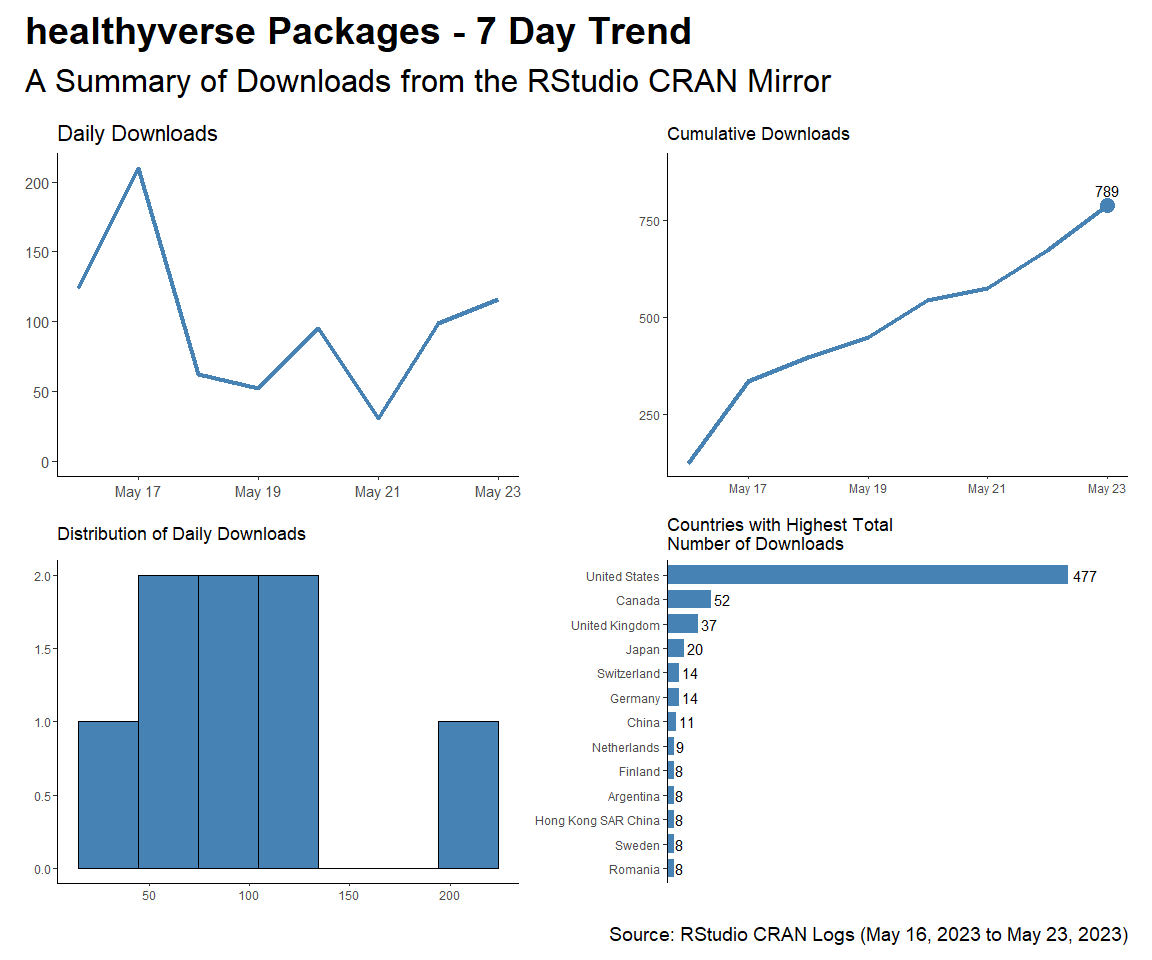 healthyverse Packages - 7 Day Trend
A Summary of Downloads from the RStudio CRAN Mirror
Daily Downloads
200
150
100
50
0
May 17
May 19
May 21
May 23
Cumulative Downloads
789
750
500
250
May 17
May 19
May 21
May 23
Distribution of Daily Downloads
2.0
1.5
1.0
0.5
0.0
50
100
150
200
Countries with Highest Total
Number of Downloads
United States 477
Canada 52
United Kingdom 37
Japan 20
Switzerland 14
Germany 14
China 11
Netherlands 9
Finland 8
Argentina 8
Hong Kong SAR China 8
Sweden 8
Romania 8
Source: RStudio CRAN Logs (May 16, 2023 to May 23, 2023)